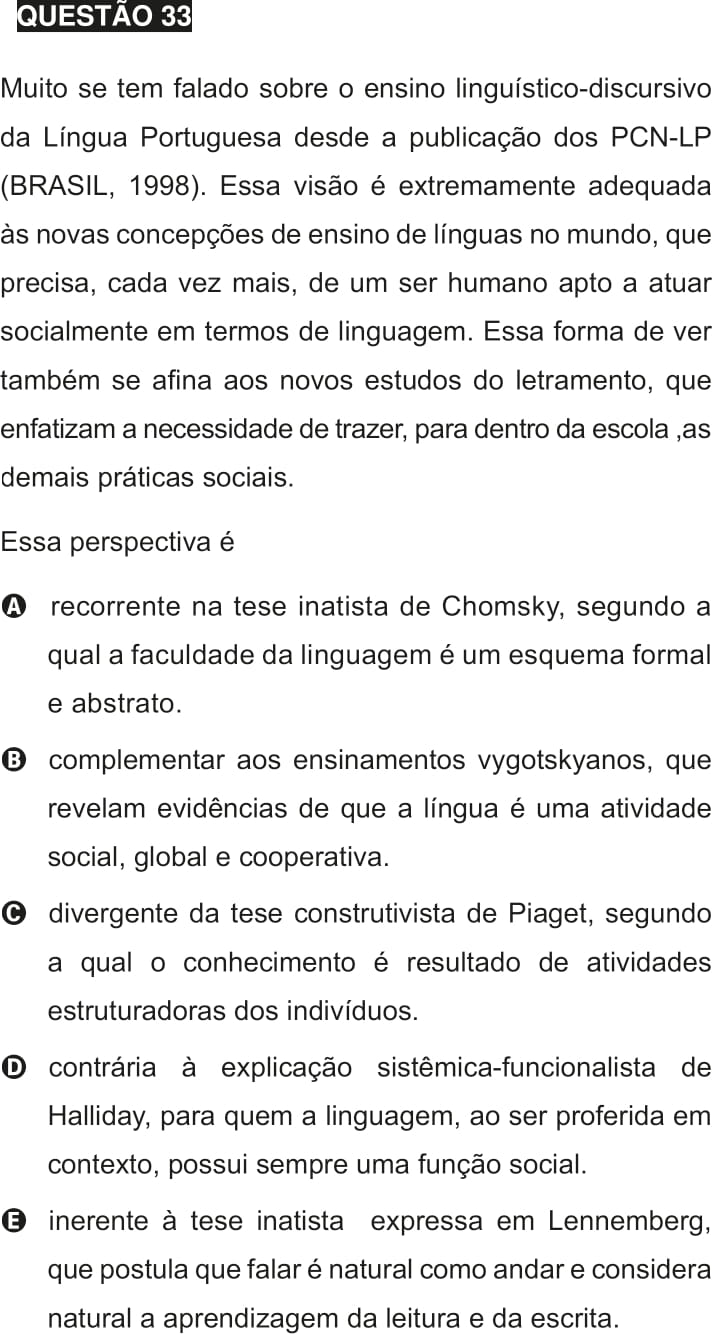 QUESTÃO 33
Muito se tem falado sobre o ensino linguístico-discursivo
da Língua Portuguesa desde a publicação dos PCN-LP
(BRASIL, 1998). Essa visão é extremamente adequada
às novas concepções de ensino de línguas no mundo, que
precisa, cada vez mais, de um ser humano apto a atuar
socialmente em termos de linguagem. Essa forma de ver
também se afina aos novos estudos do letramento, que
enfatizam a necessidade de trazer, para dentro da escola ,as
demais práticas sociais.
Essa perspectiva é
A recorrente na tese inatista de Chomsky, segundo a
qual a faculdade da linguagem é um esquema formal
e abstrato.
B complementar aos ensinamentos vygotskyanos, que
revelam evidências de que a língua é uma atividade
social, global e cooperativa.
C divergente da tese construtivista de Piaget, segundo
a qual o conhecimento é resultado de atividades
estruturadoras dos indivíduos.
D contrária à explicação sistêmica-funcionalista de
Halliday, para quem a linguagem, ao ser proferida em
contexto, possui sempre uma função social.
E inerente à tese inatista expressa em Lennemberg,
que postula que falar é natural como andar e considera
natural a aprendizagem da leitura e da escrita.